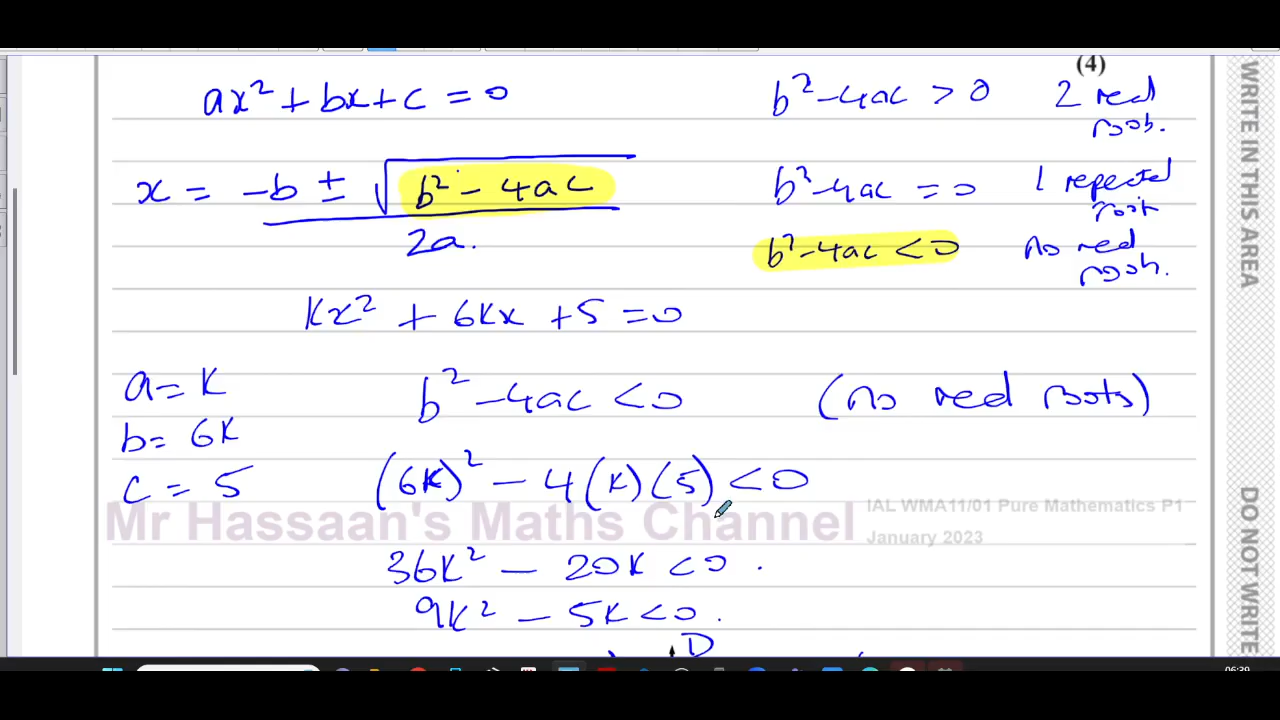 (4)
ax² + bx + c = 0
b² - 4ac > 0 2 real roots.
x = -b ± √(b² - 4ac) / 2a.
b² - 4ac = 0 1 repeated root
b² - 4ac < 0 no real roots.
kx² + 6kx + 5 = 0
a = k
b² - 4ac < 0 (no real roots)
b = 6k
c = 5
(6k)² - 4(k)(5) < 0
Mr Hassaan's Maths Channel
IAL WMA11/01 Pure Mathematics P1
January 2023
36k² - 20k < 0.
9k² - 5k < 0.
D
WRITE IN THIS AREA
DO NOT WRITE